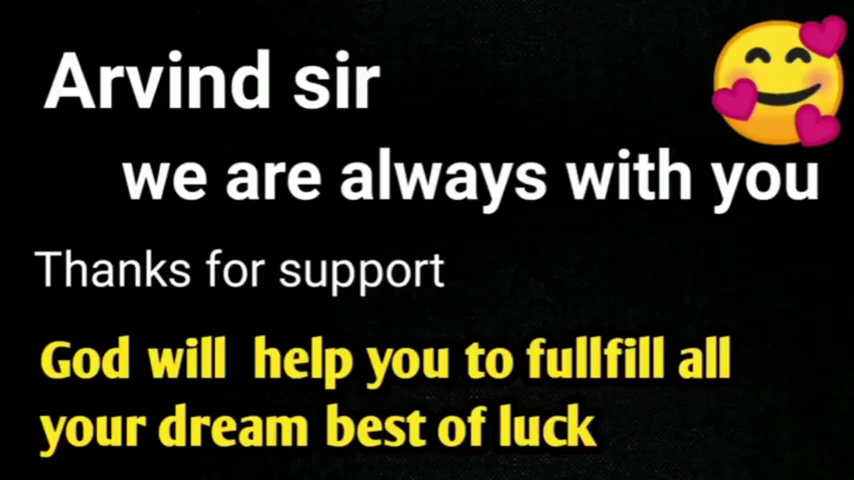 Arvind sir
we are always with you
Thanks for support
God will help you to fullfill all
your dream best of luck